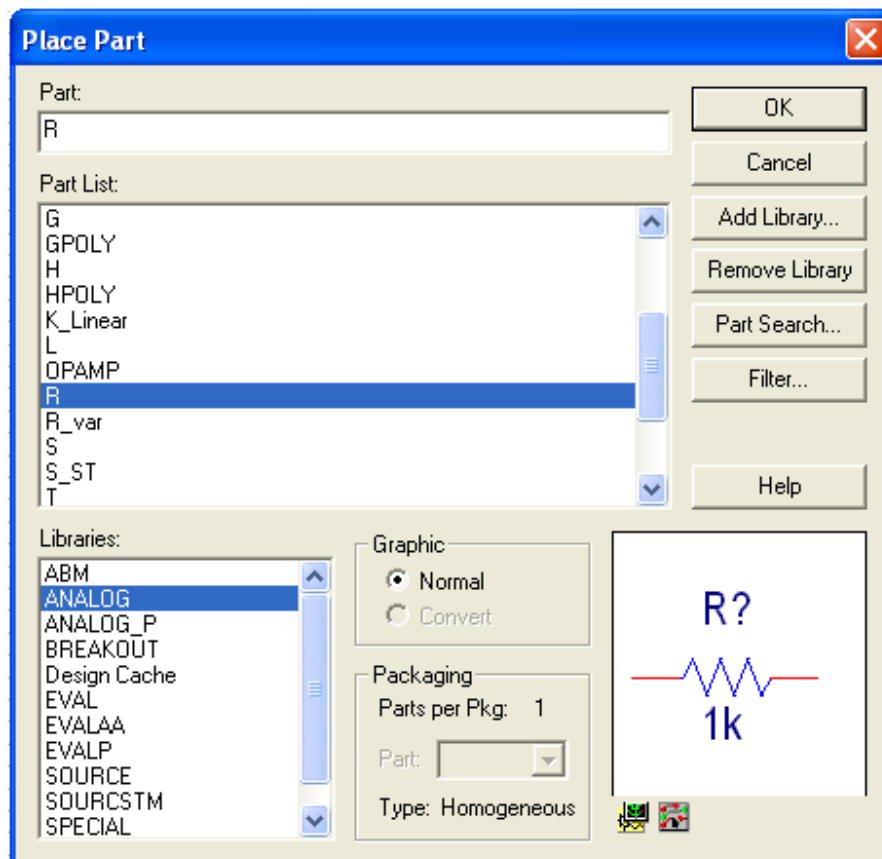 Place Part
Part:
R
OK
Cancel
Part List:
G
GPOLY
H
HPOLY
K_Linear
L
OPAMP
R
R_var
S
S_ST
T
Add Library...
Remove Library
Part Search...
Filter...
Help
Libraries:
ABM
ANALOG
ANALOG_P
BREAKOUT
Design Cache
EVAL
EVALAA
EVALP
SOURCE
SOURCSTM
SPECIAL
Graphic
Normal
Convert
Packaging
Parts per Pkg: 1
Part:
Type: Homogeneous
R?
1k